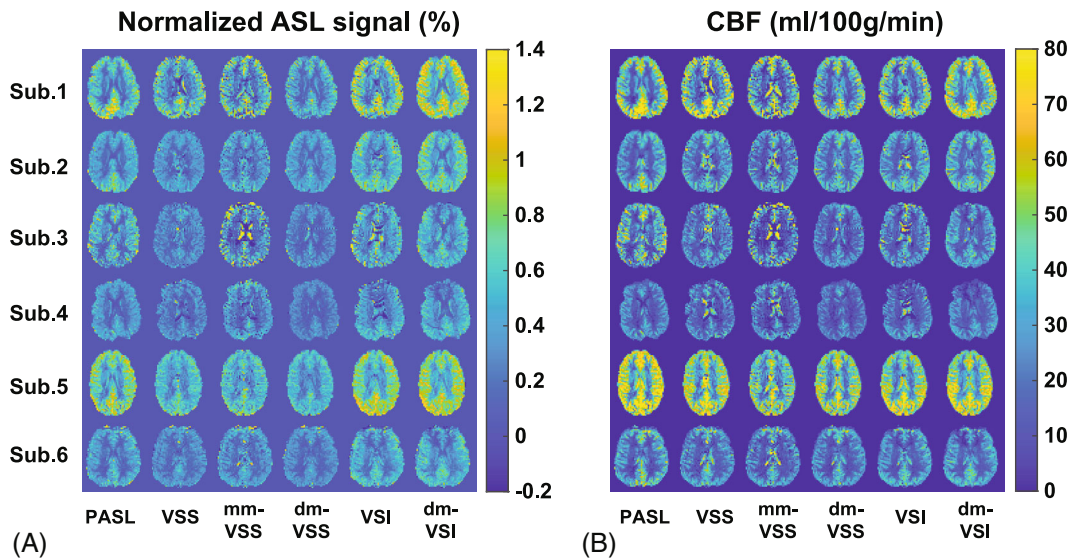 Normalized ASL signal (%)
CBF (ml/100g/min)
Sub.1
Sub.2
Sub.3
Sub.4
Sub.5
Sub.6
1.4
1.2
1
0.8
0.6
0.4
0.2
0
-0.2
80
70
60
50
40
30
20
10
0
PASL VSS mm-VSS dm-VSS VSI dm-VSI
PASL VSS mm-VSS dm-VSS VSI dm-VSI
(A)
(B)